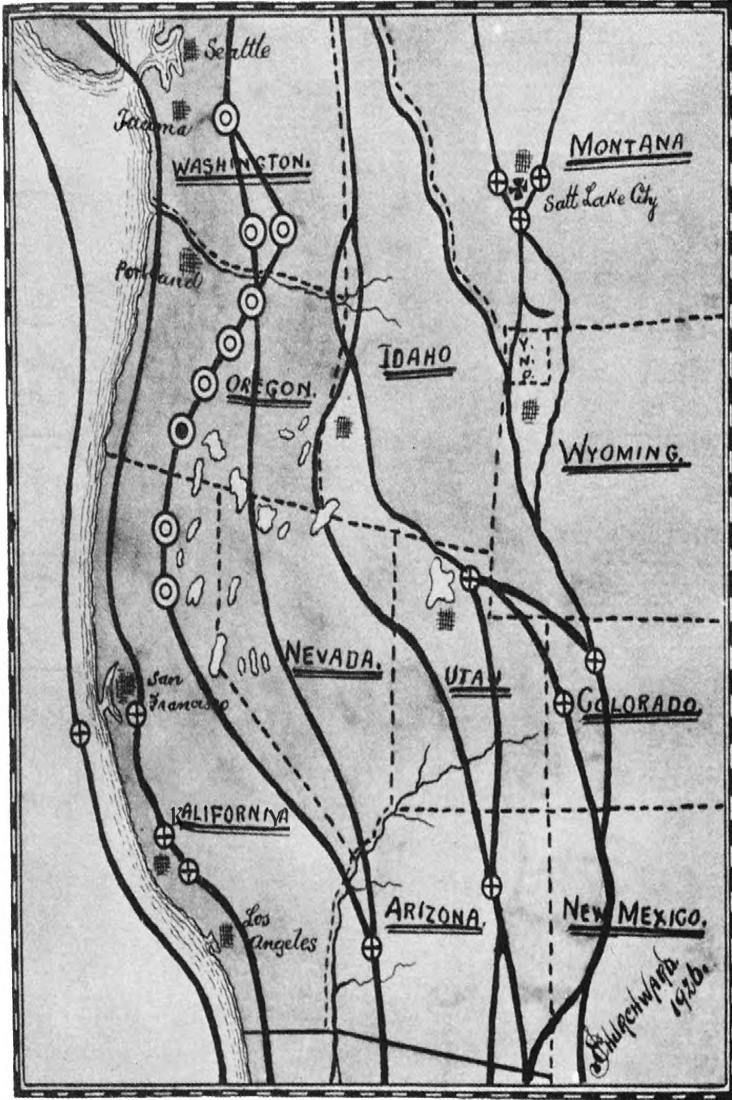 Seattle
Tacoma
WASHINGTON.
MONTANA
Satt Lake City
Portland
IDAHO
Y.
N.
P.
OREGON.
WYOMING.
NEVADA.
UTAH
San
Francisco
COLORADO.
KALIFORNIA
ARIZONA.
NEW MEXICO.
Los
Angeles
CHURCHWARD.
1926.